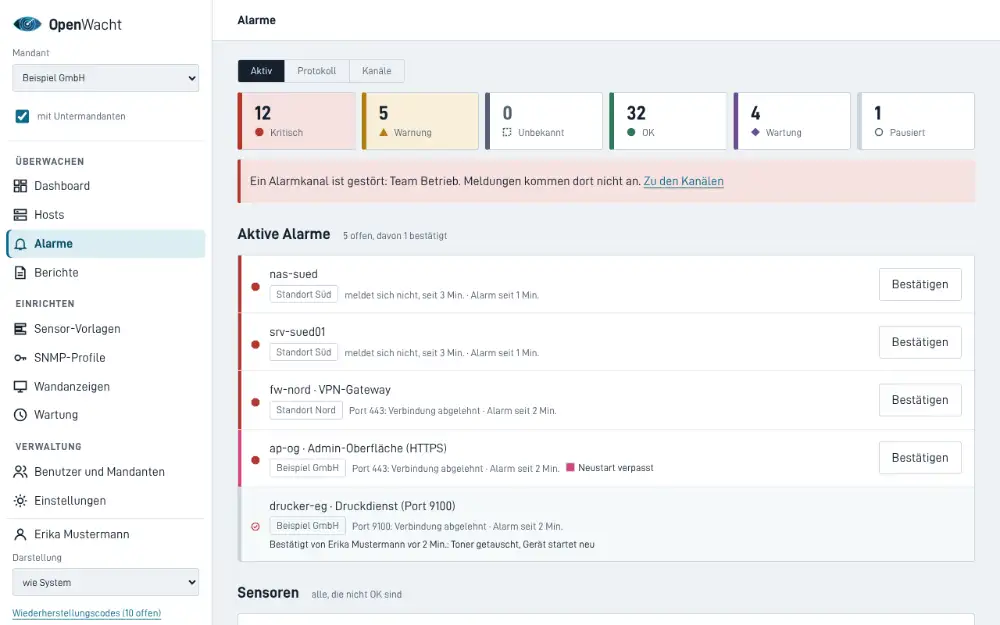 OpenWacht
Mandant
Beispiel GmbH
mit Untermandanten
ÜBERWACHEN
Dashboard
Hosts
Alarme
Berichte
EINRICHTEN
Sensor-Vorlagen
SNMP-Profile
Wandanzeigen
Wartung
VERWALTUNG
Benutzer und Mandanten
Einstellungen
Erika Mustermann
Darstellung
wie System
Wiederherstellungscodes (10 offen)
Alarme
Aktiv Protokoll Kanäle
12 Kritisch
5 Warnung
0 Unbekannt
32 OK
4 Wartung
1 Pausiert
Ein Alarmkanal ist gestört: Team Betrieb. Meldungen kommen dort nicht an. Zu den Kanälen
Aktive Alarme 5 offen, davon 1 bestätigt
nas-sued
Standort Süd meldet sich nicht, seit 3 Min. · Alarm seit 1 Min.
Bestätigen
srv-sued01
Standort Süd meldet sich nicht, seit 3 Min. · Alarm seit 1 Min.
Bestätigen
fw-nord · VPN-Gateway
Standort Nord Port 443: Verbindung abgelehnt · Alarm seit 2 Min.
Bestätigen
ap-og · Admin-Oberfläche (HTTPS)
Beispiel GmbH Port 443: Verbindung abgelehnt · Alarm seit 2 Min. Neustart verpasst
Bestätigen
drucker-eg · Druckdienst (Port 9100)
Beispiel GmbH Port 9100: Verbindung abgelehnt · Alarm seit 2 Min.
Bestätigt von Erika Mustermann vor 2 Min.: Toner getauscht, Gerät startet neu
Sensoren alle, die nicht OK sind